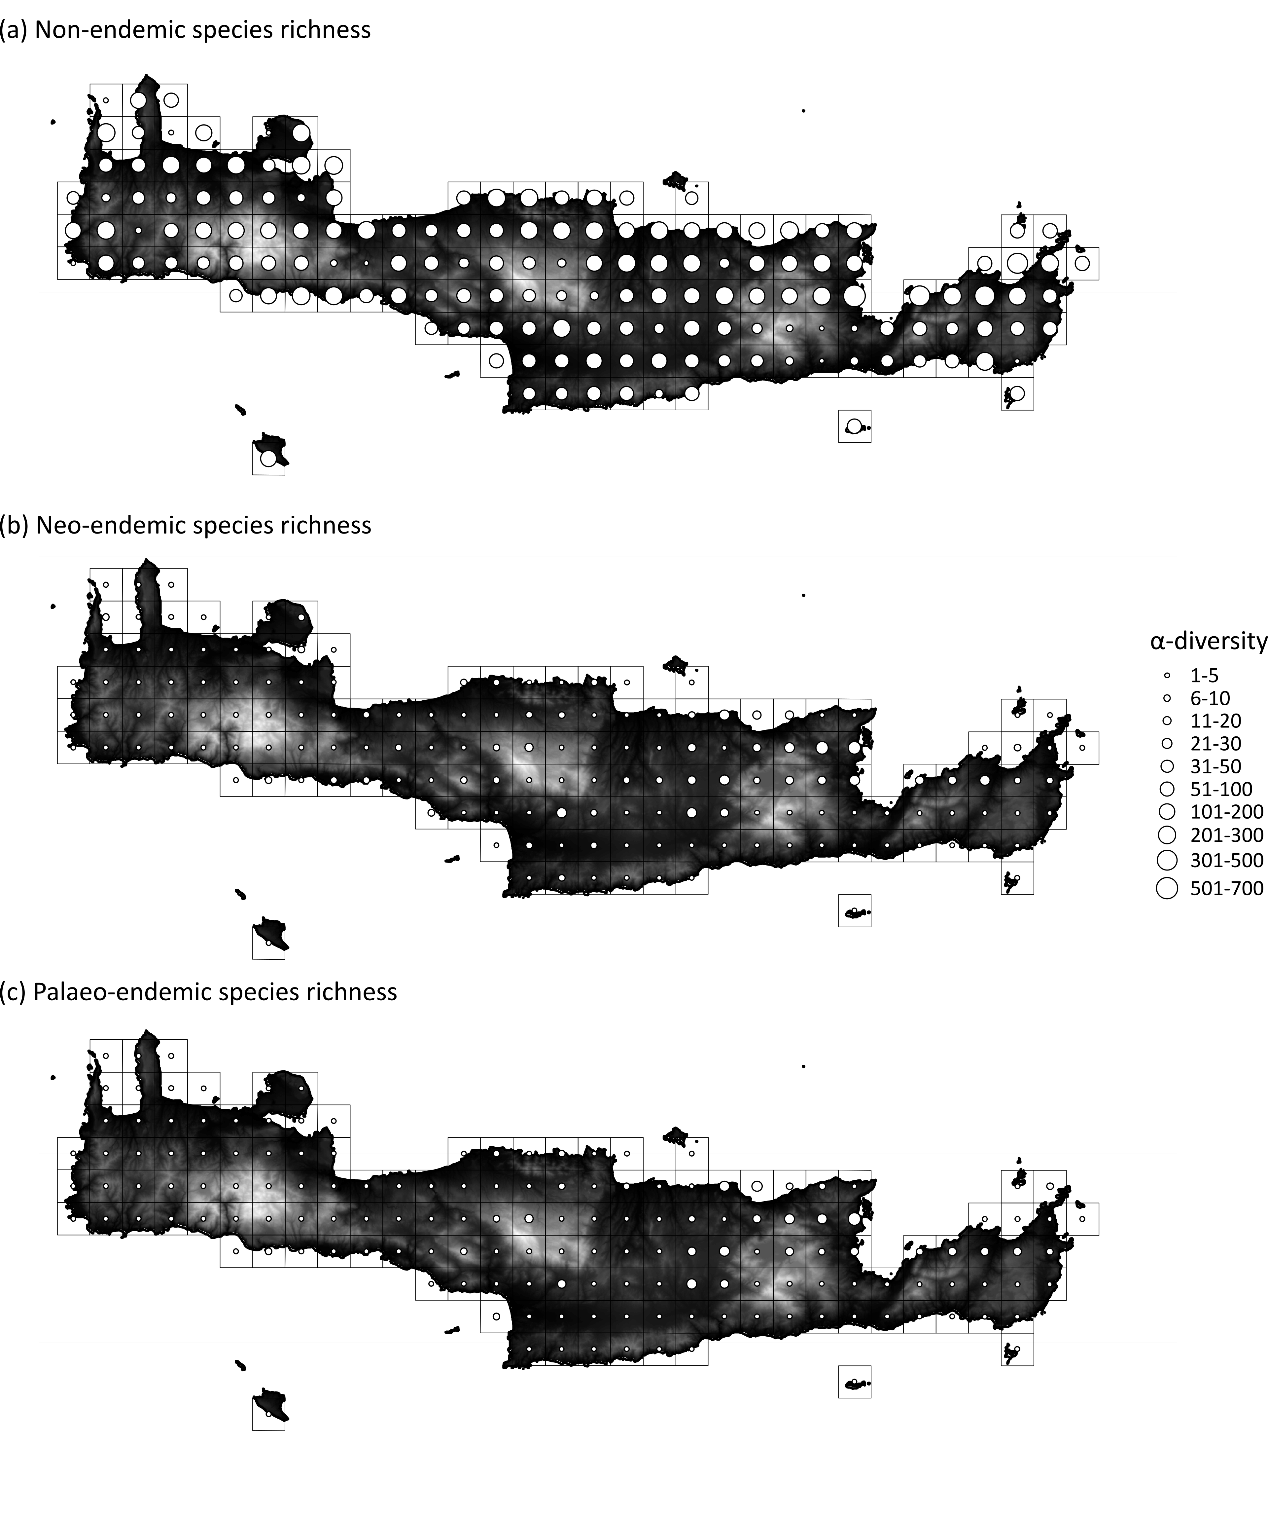 (a) Non-endemic species richness
(b) Neo-endemic species richness
α-diversity
1-5
6-10
11-20
21-30
31-50
51-100
101-200
201-300
301-500
501-700
(c) Palaeo-endemic species richness